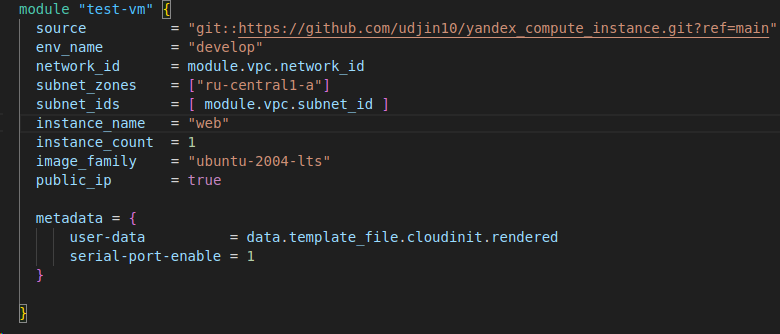 module "test-vm" {
  source          = "git::https://github.com/udjin10/yandex_compute_instance.git?ref=main"
  env_name        = "develop"
  network_id      = module.vpc.network_id
  subnet_zones    = ["ru-central1-a"]
  subnet_ids      = [ module.vpc.subnet_id ]
  instance_name   = "web"
  instance_count  = 1
  image_family    = "ubuntu-2004-lts"
  public_ip       = true
  metadata = {
      user-data          = data.template_file.cloudinit.rendered
      serial-port-enable = 1
  }
}